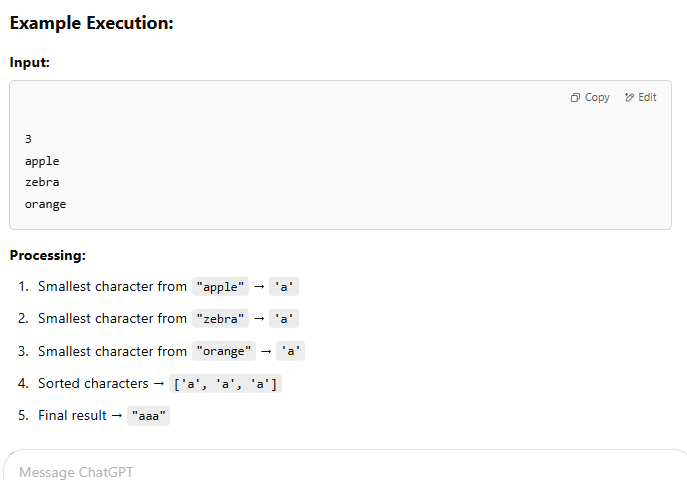 Example Execution:
Input:
Copy Edit
3
apple
zebra
orange
Processing:
1. Smallest character from "apple" → 'a'
2. Smallest character from "zebra" → 'a'
3. Smallest character from "orange" → 'a'
4. Sorted characters → ['a', 'a', 'a']
5. Final result → "aaa"
Message ChatGPT